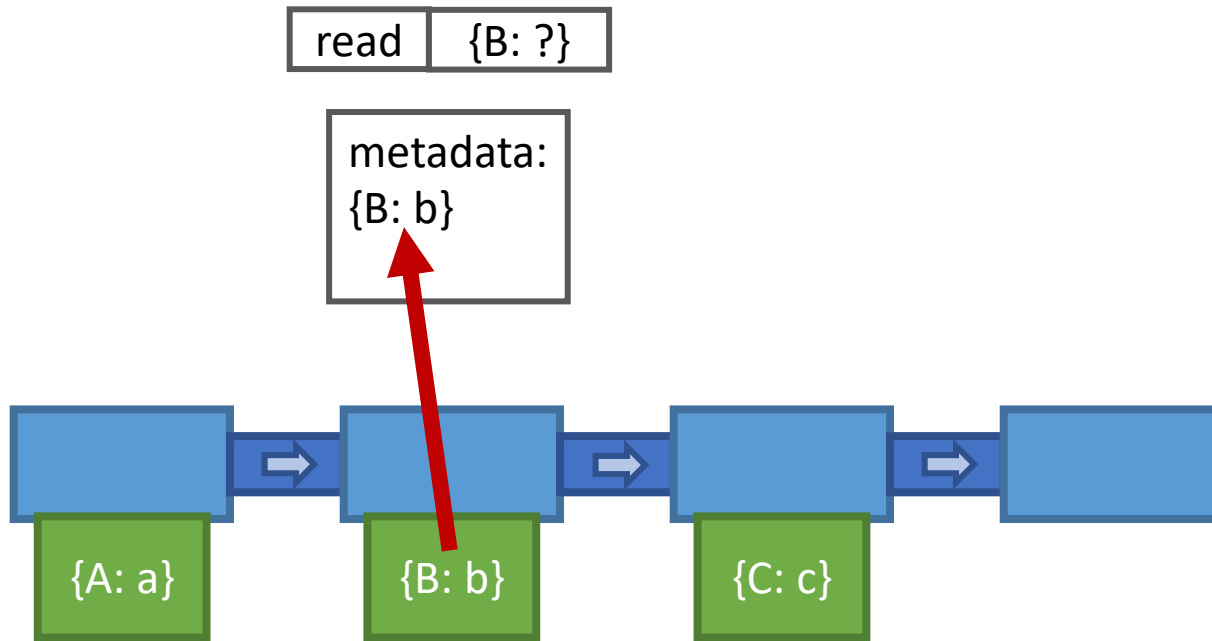 read {B: ?}
metadata:
{B: b}
{A: a} {B: b} {C: c}